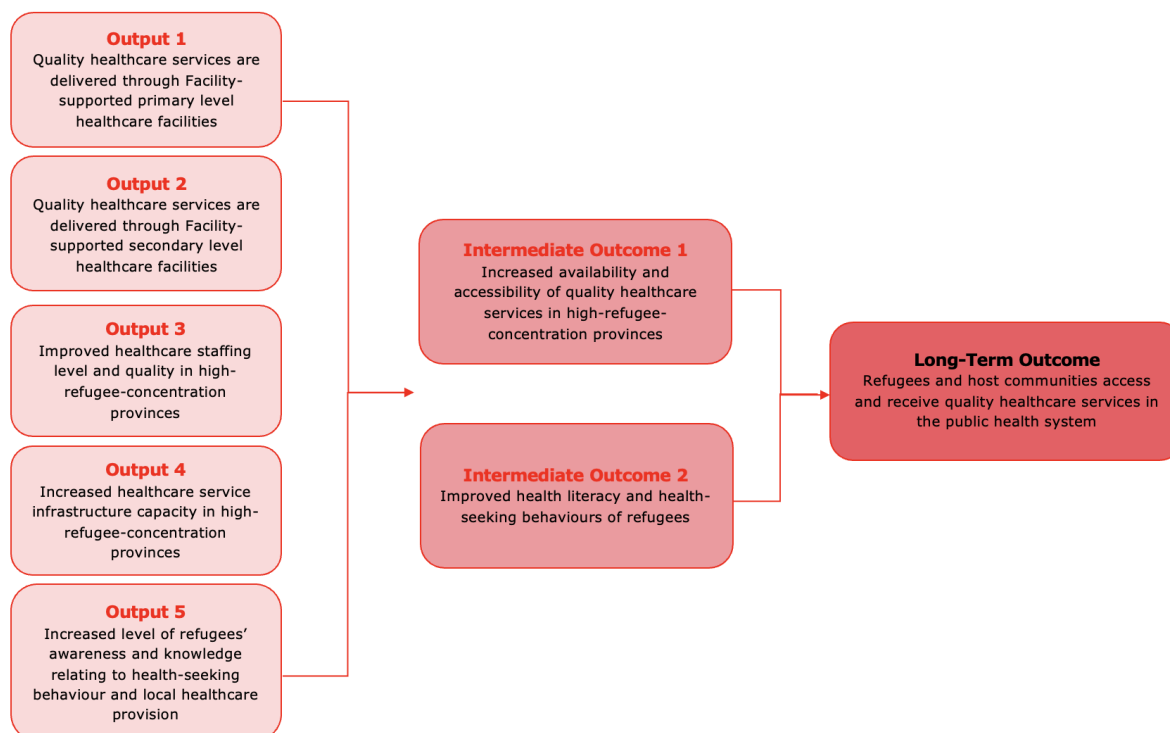 Output 1
Quality healthcare services are
delivered through Facility-
supported primary level
healthcare facilities
Output 2
Quality healthcare services are
delivered through Facility-
supported secondary level
healthcare facilities
Output 3
Improved healthcare staffing
level and quality in high-
refugee-concentration
provinces
Output 4
Increased healthcare service
infrastructure capacity in high-
refugee-concentration
provinces
Output 5
Increased level of refugees’
awareness and knowledge
relating to health-seeking
behaviour and local healthcare
provision
Intermediate Outcome 1
Increased availability and
accessibility of quality healthcare
services in high-refugee-
concentration provinces
Intermediate Outcome 2
Improved health literacy and health-
seeking behaviours of refugees
Long-Term Outcome
Refugees and host communities access
and receive quality healthcare services in
the public health system